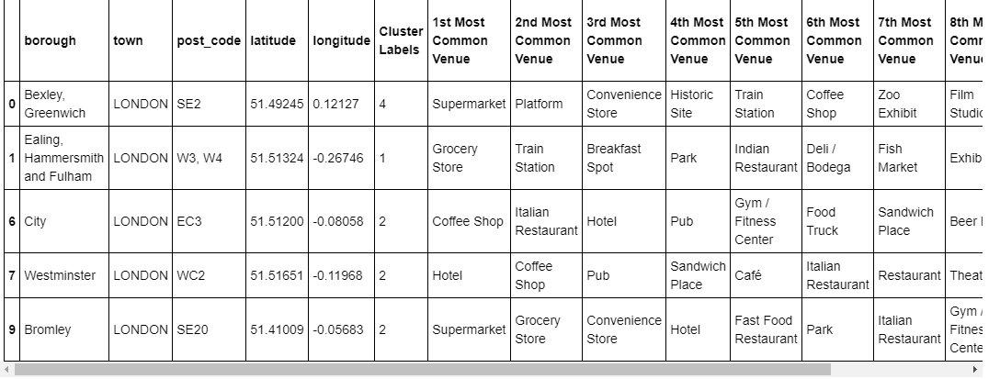 borough town post_code latitude longitude Cluster Labels 1st Most Common Venue 2nd Most Common Venue 3rd Most Common Venue 4th Most Common Venue 5th Most Common Venue 6th Most Common Venue 7th Most Common Venue 8th
0 Bexley, Greenwich LONDON SE2 51.49245 0.12127 4 Supermarket Platform Convenience Store Historic Site Train Station Coffee Shop Zoo Exhibit Film
1 Ealing, Hammersmith and Fulham LONDON W3, W4 51.51324 -0.26746 1 Grocery Store Train Station Breakfast Spot Park Indian Restaurant Deli / Bodega Fish Market
6 City LONDON EC3 51.51200 -0.08058 2 Coffee Shop Italian Restaurant Hotel Pub Gym / Fitness Center Food Truck Sandwich Place Beer
7 Westminster LONDON WC2 51.51651 -0.11968 2 Hotel Coffee Shop Pub Sandwich Place Café Italian Restaurant Restaurant
9 Bromley LONDON SE20 51.41009 -0.05683 2 Supermarket Grocery Store Convenience Store Hotel Fast Food Restaurant Park Italian Restaurant Gym /